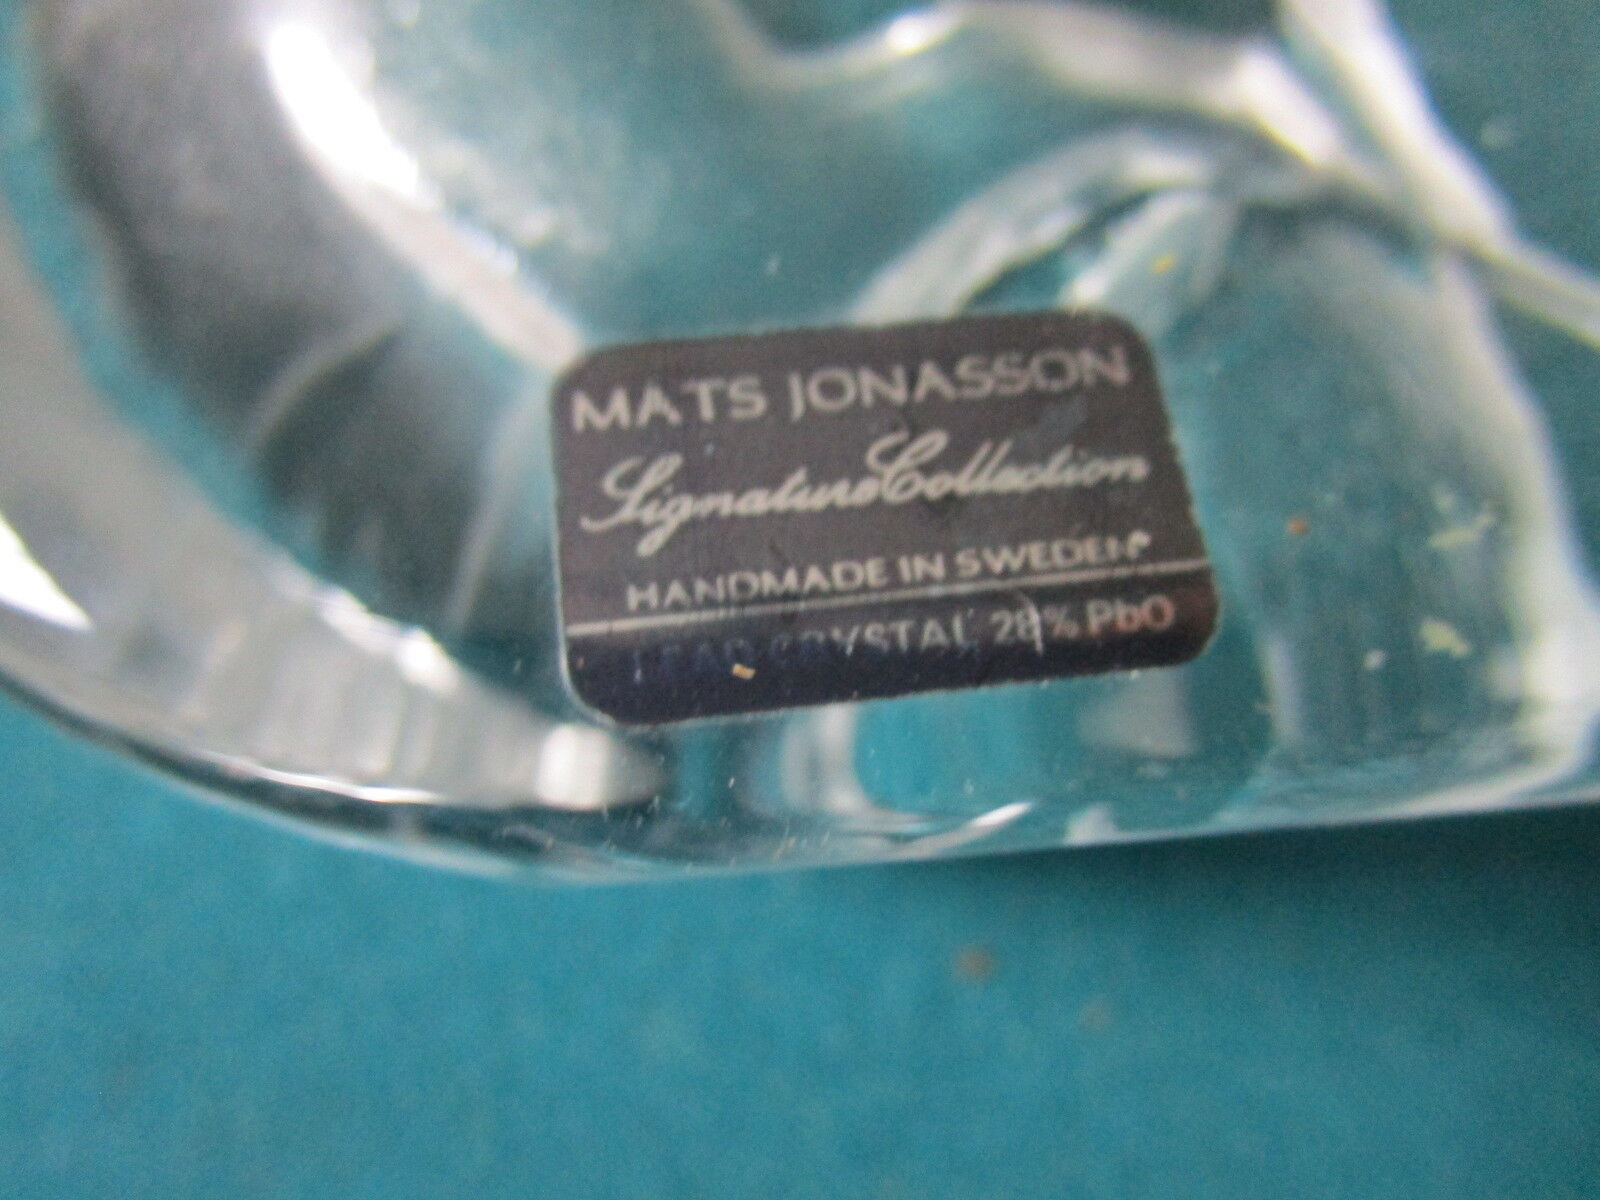 MATS JONASSON
Signature Collection
HANDMADE IN SWEDEN
LEAD CRYSTAL 28% PbO